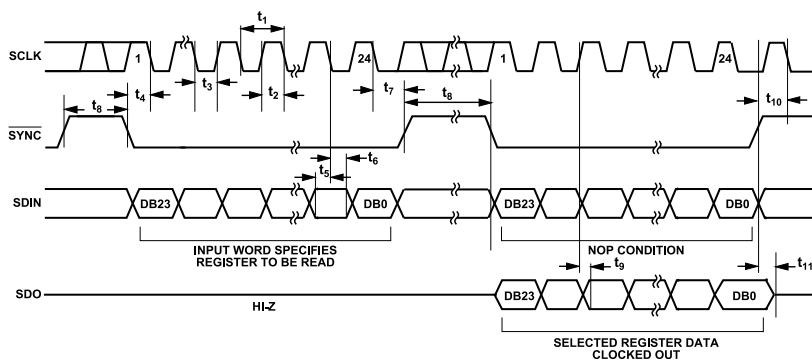 t1
SCLK
1
24
1
24
t4
t3
t2
t7
t8
t10
t8
SYNC
t6
t5
SDIN
DB23
DB0
DB23
DB0
INPUT WORD SPECIFIES
REGISTER TO BE READ
NOP CONDITION
t9
t11
SDO
DB23
DB0
HI-Z
SELECTED REGISTER DATA
CLOCKED OUT